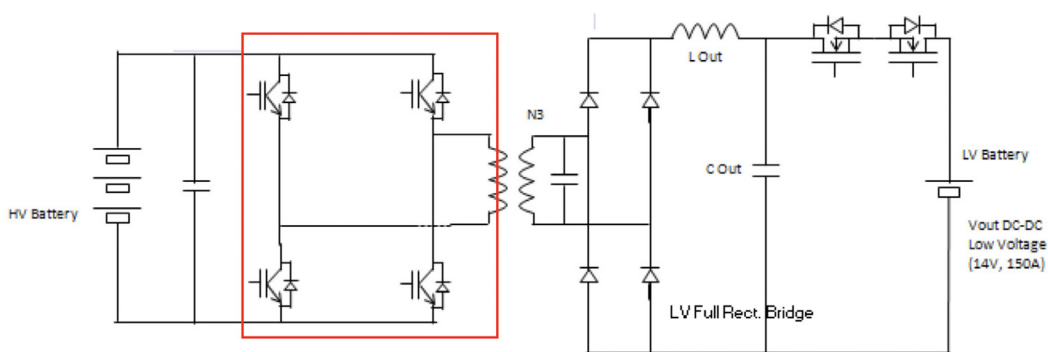 L Out
N3
LV Battery
C Out
HV Battery
Vout DC-DC
Low Voltage
(14V, 150A)
LV Full Rect. Bridge